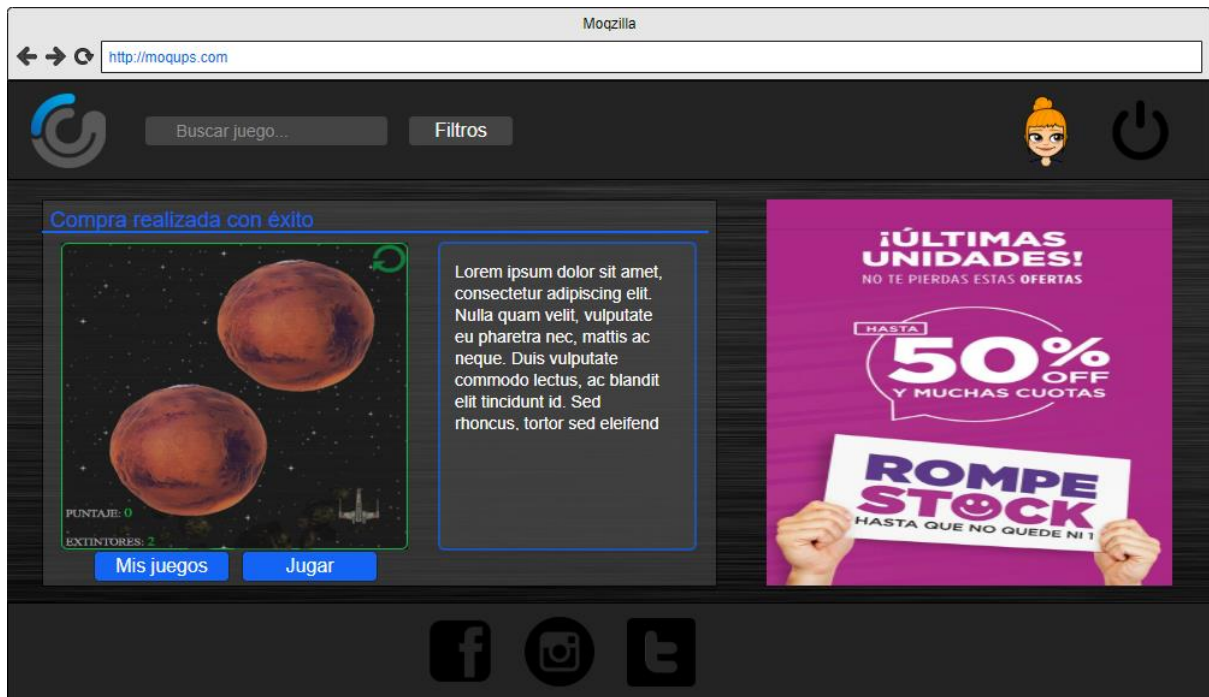 Moqzilla
http://moqups.com
Buscar juego...
Filtros
Compra realizada con éxito
PUNTAJE: 0
EXTINTORES: 2
Mis juegos
Jugar
Lorem ipsum dolor sit amet,
consectetur adipiscing elit.
Nulla quam velit, vulputate
eu pharetra nec, mattis ac
neque. Duis vulputate
commodo lectus, ac blandit
elit tincidunt id. Sed
rhoncus, tortor sed eleifend
¡ÚLTIMAS
UNIDADES!
NO TE PIERDAS ESTAS OFERTAS
HASTA
50% OFF
Y MUCHAS CUOTAS
ROMPE
STOCK
HASTA QUE NO QUEDE NI 1